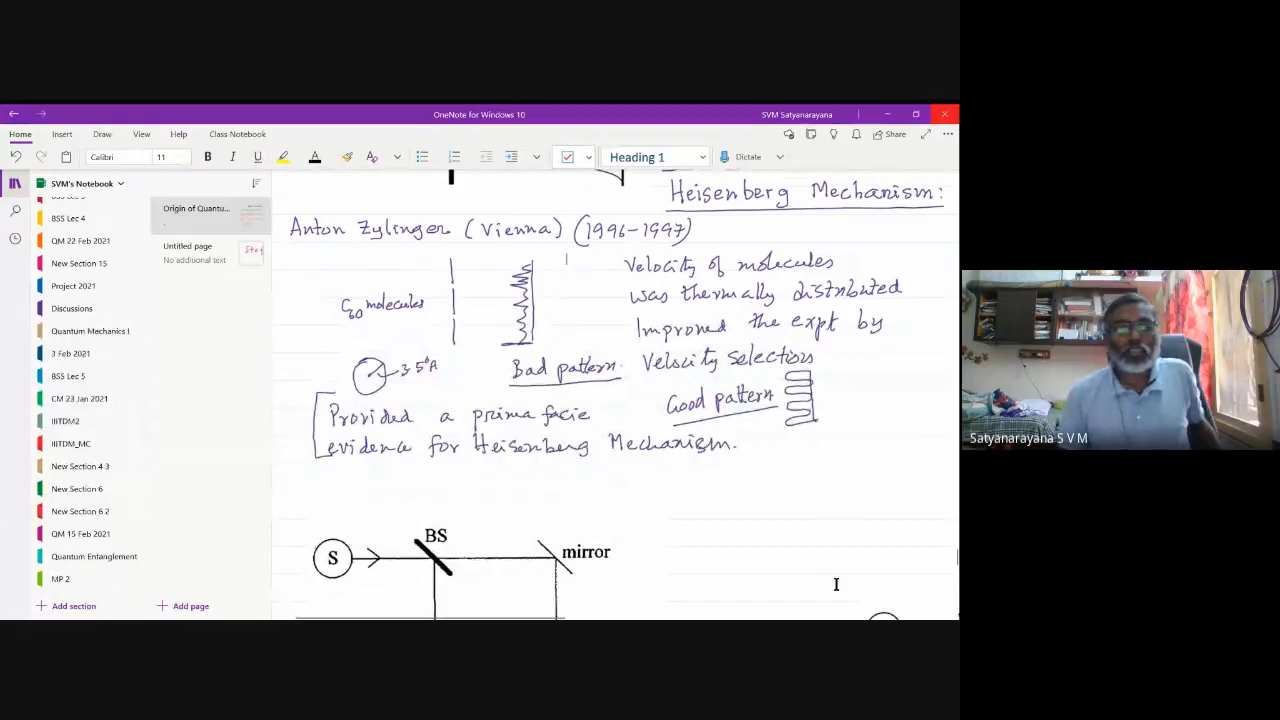 OneNote for Windows 10
SVM Satyanarayana
Home Insert Draw View Help Class Notebook
Share
Calibri 11 B I U A Heading 1 Dictate
SVM's Notebook
BSS Lec 4
QM 22 Feb 2021
New Section 15
Project 2021
Discussions
Quantum Mechanics I
3 Feb 2021
BSS Lec 5
CM 23 Jan 2021
IIITDM2
IIITDM_MC
New Section 4 3
New Section 6
New Section 6 2
QM 15 Feb 2021
Quantum Entanglement
MP 2
Add section
Origin of Quantu...
Untitled page
No additional text
Add page
Heisenberg Mechanism:
Anton Zylinger (Vienna) (1996-1997)
C60 molecules
3.5°A
Bad pattern.
Velocity of molecules
was thermally distributed
Improved the expt by
Velocity selection
Good pattern
Provided a prima facie
evidence for Heisenberg Mechanism.
S
BS
mirror
Satyanarayana S V M